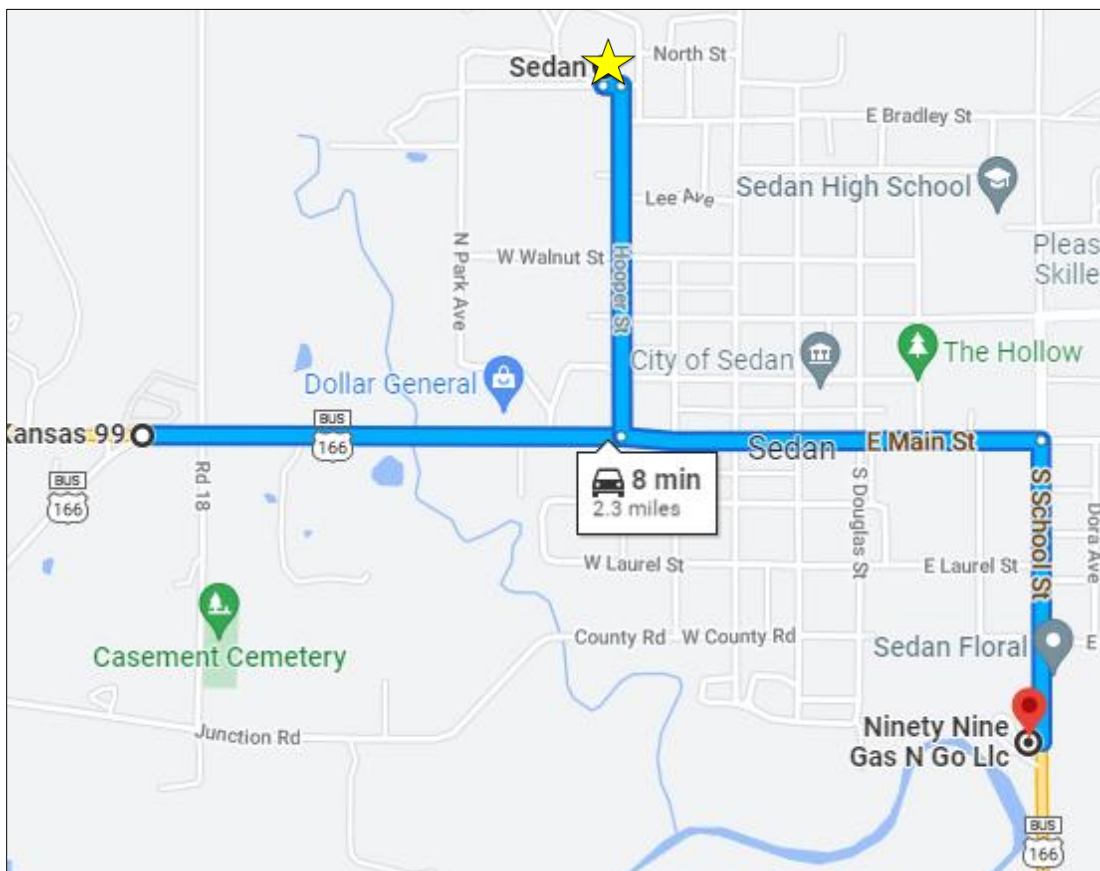 North St
Sedan
E Bradley St
Sedan High School
Lee Ave
Pleas
Skille
N Park Ave
W Walnut St
Hooper St
City of Sedan
The Hollow
Dollar General
Kansas 99
BUS
166
Sedan
E Main St
BUS
166
Rd 18
8 min
2.3 miles
S Douglas St
S School St
Dora Ave
W Laurel St
E Laurel St
County Rd
W County Rd
Sedan Floral
E
Casement Cemetery
Junction Rd
Ninety Nine
Gas N Go Llc
BUS
166